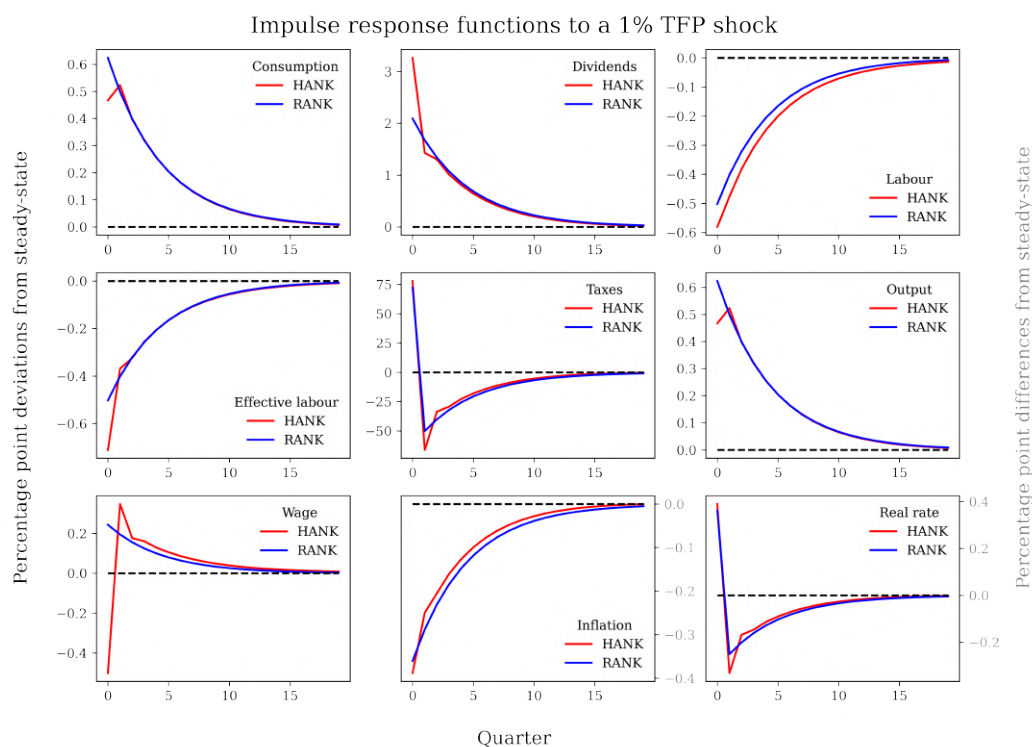 Impulse response functions to a 1% TFP shock
Percentage point deviations from steady-state
Percentage point differences from steady-state
Consumption
HANK
RANK
0.6
0.5
0.4
0.3
0.2
0.1
0.0
0 5 10 15
Dividends
HANK
RANK
3
2
1
0
0 5 10 15
Labour
HANK
RANK
0.0
−0.1
−0.2
−0.3
−0.4
−0.5
−0.6
0 5 10 15
Effective labour
HANK
RANK
0.0
−0.2
−0.4
−0.6
0 5 10 15
Taxes
HANK
RANK
75
50
25
0
−25
−50
0 5 10 15
Output
HANK
RANK
0.6
0.5
0.4
0.3
0.2
0.1
0.0
0 5 10 15
Wage
HANK
RANK
0.2
0.0
−0.2
−0.4
0 5 10 15
Inflation
HANK
RANK
0.0
−0.1
−0.2
−0.3
−0.4
0 5 10 15
Real rate
HANK
RANK
0.4
0.2
0.0
−0.2
0 5 10 15
Quarter